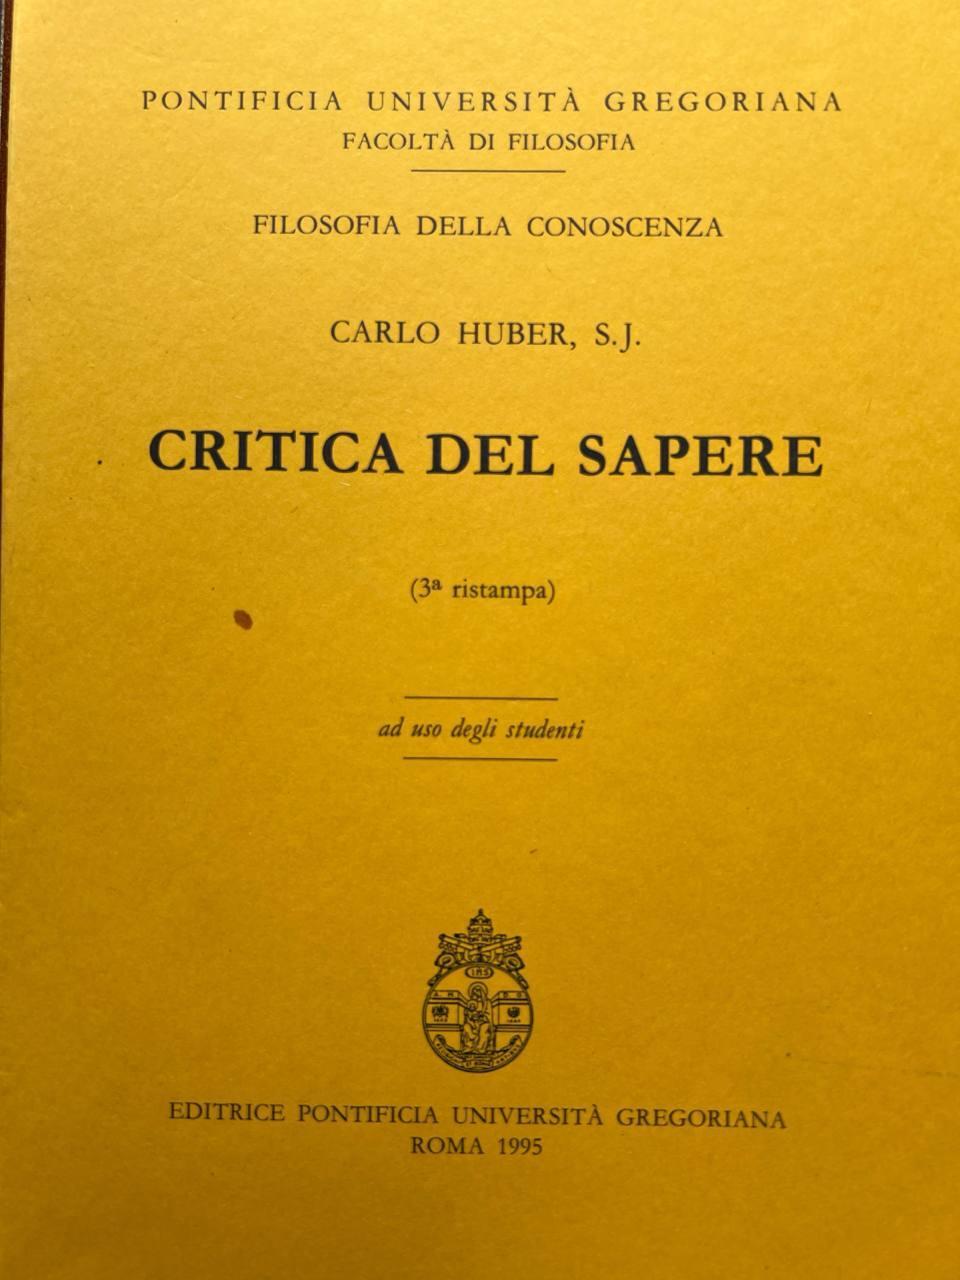 PONTIFICIA UNIVERSITÀ GREGORIANA
FACOLTÀ DI FILOSOFIA
FILOSOFIA DELLA CONOSCENZA
CARLO HUBER, S.J.
CRITICA DEL SAPERE
(3ª ristampa)
ad uso degli studenti
IHS
EDITRICE PONTIFICIA UNIVERSITÀ GREGORIANA
ROMA 1995